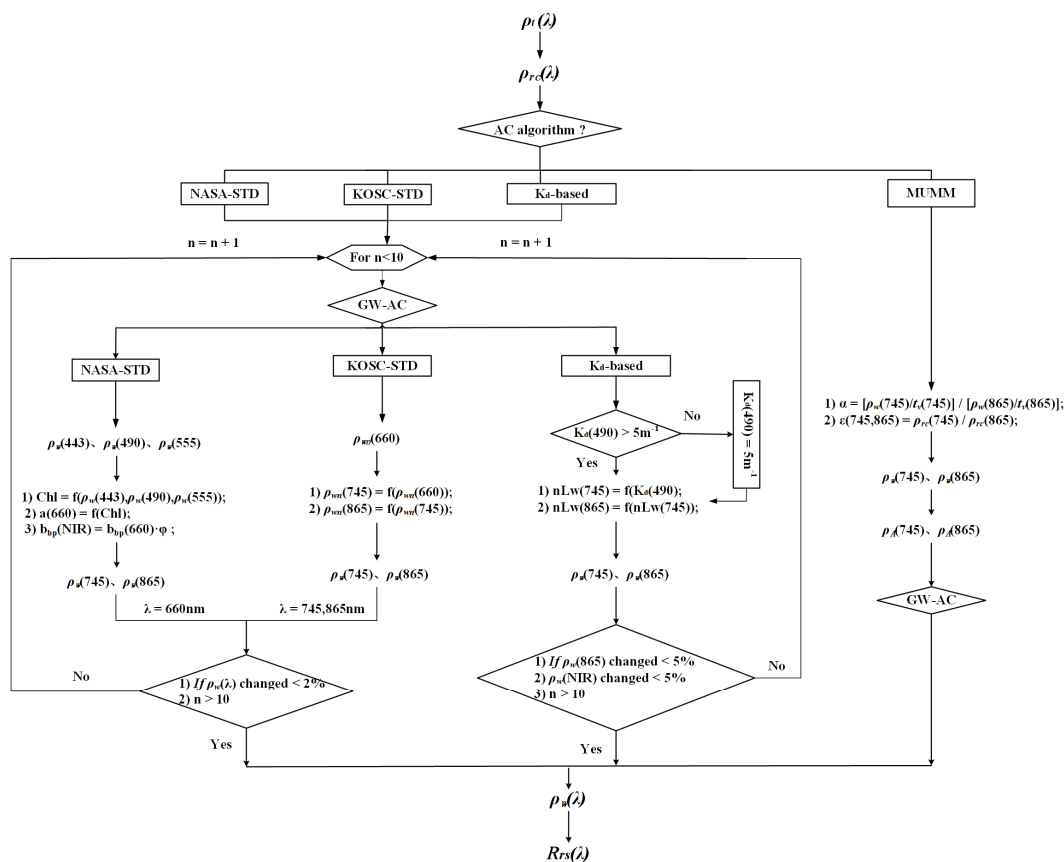 ρt(λ)
ρrc(λ)
AC algorithm ?
NASA-STD
KOSC-STD
Kd-based
MUMM
n = n + 1
n = n + 1
For n<10
GW-AC
NASA-STD
KOSC-STD
Kd-based
ρw(443)、ρw(490)、ρw(555)
ρwn(660)
Kd(490) > 5m⁻¹
No
Kd(490) = 5m⁻¹
Yes
1) α = [ρw(745)/tv(745)] / [ρw(865)/tv(865)];
2) ε(745,865) = ρrc(745) / ρrc(865);
1) Chl = f(ρw(443),ρw(490),ρw(555));
2) a(660) = f(Chl);
3) bbp(NIR) = bbp(660)·φ ;
1) ρwn(745) = f(ρwn(660));
2) ρwn(865) = f(ρwn(745));
1) nLw(745) = f(Kd(490);
2) nLw(865) = f(nLw(745));
ρw(745)、ρw(865)
ρA(745)、ρA(865)
ρw(745)、ρw(865)
ρw(745)、ρw(865)
ρw(745)、ρw(865)
GW-AC
λ = 660nm
λ = 745,865nm
No
1) If ρw(λ) changed < 2%
2) n > 10
Yes
1) If ρw(865) changed < 5%
2) ρw(NIR) changed < 5%
3) n > 10
No
Yes
ρw(λ)
Rrs(λ)